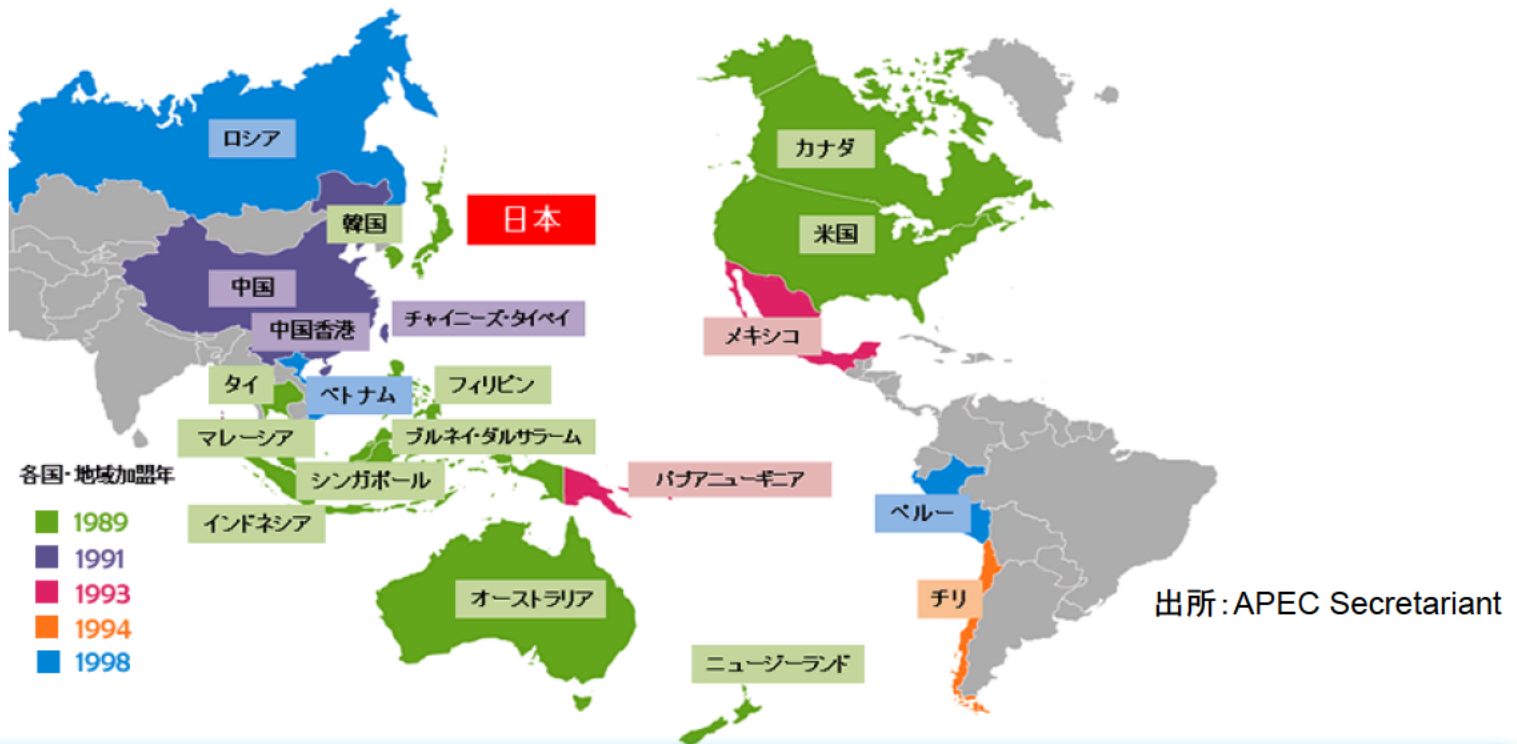 ロシア
カナダ
日本
韓国
米国
中国
チャイニーズ・タイペイ
中国香港
メキシコ
タイ
ベトナム
フィリピン
マレーシア
ブルネイ・ダルサラーム
各国・地域加盟年
シンガポール
パプアニューギニア
インドネシア
ペルー
1989
1991
1993
1994
1998
オーストラリア
チリ
出所：APEC Secretariant
ニュージーランド